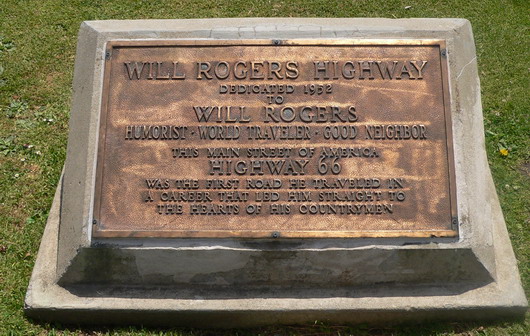 WILL ROGERS HIGHWAY
DEDICATED 1952
TO
WILL ROGERS
HUMORIST · WORLD TRAVELER · GOOD NEIGHBOR
THIS MAIN STREET OF AMERICA
HIGHWAY 66
WAS THE FIRST ROAD HE TRAVELED IN
A CAREER THAT LED HIM STRAIGHT TO
THE HEARTS OF HIS COUNTRYMEN